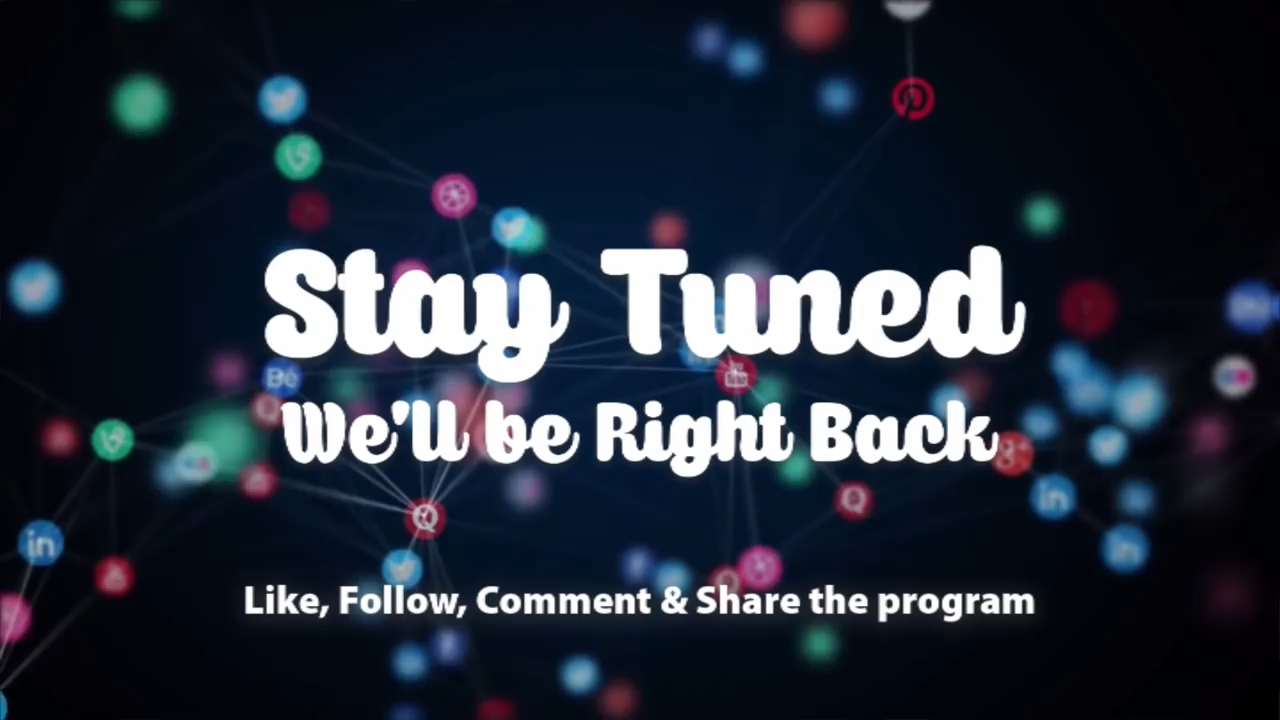 Stay Tuned
We'll be Right Back
Like, Follow, Comment & Share the program